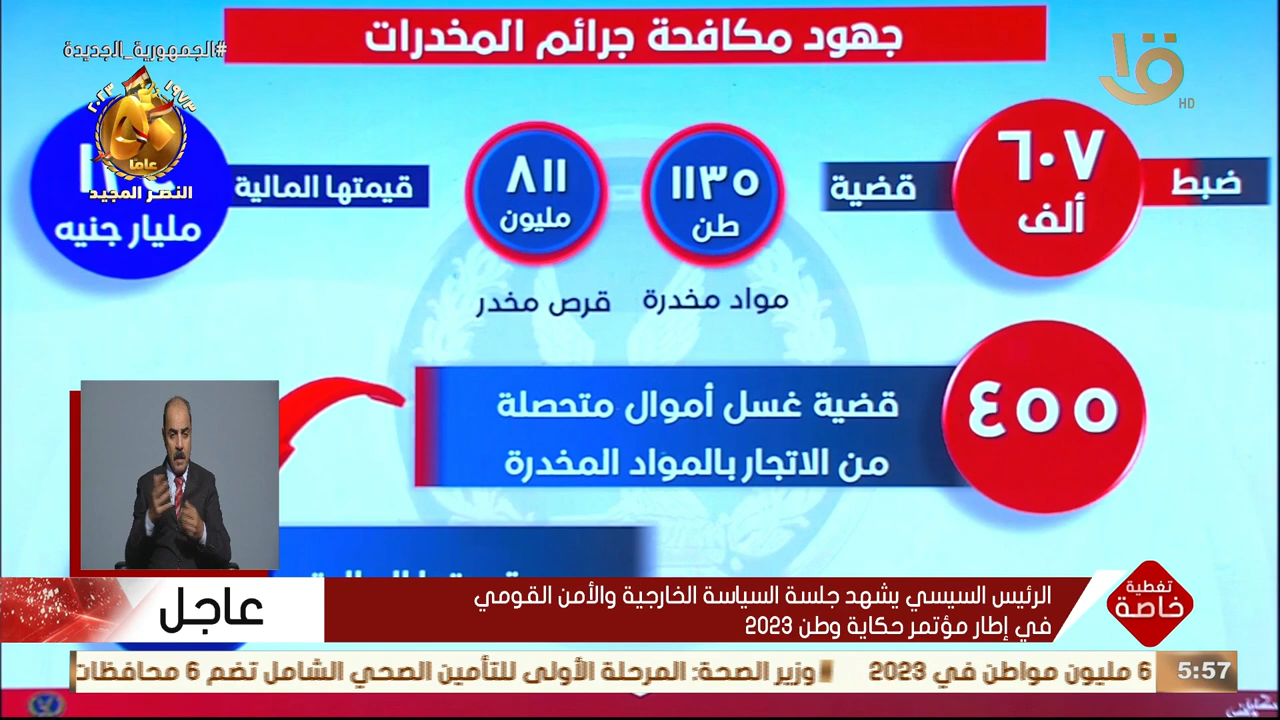 #الجمهورية_الجديدة
جهود مكافحة جرائم المخدرات
HD
١٩٧٣
٢٠٢٣
عاما
النصر المجيد
ضبط
٦٠٧
ألف
قضية
١١٣٥
طن
مواد مخدرة
٨١١
مليون
قرص مخدر
قيمتها المالية
مليار جنيه
٤٥٥
قضية غسل أموال متحصلة
من الاتجار بالمواد المخدرة
تغطية
خاصة
الرئيس السيسي يشهد جلسة السياسة الخارجية والأمن القومي
في إطار مؤتمر حكاية وطن 2023
عاجل
5:57
6 مليون مواطن في 2023
وزير الصحة: المرحلة الأولى للتأمين الصحي الشامل تضم 6 محافظات